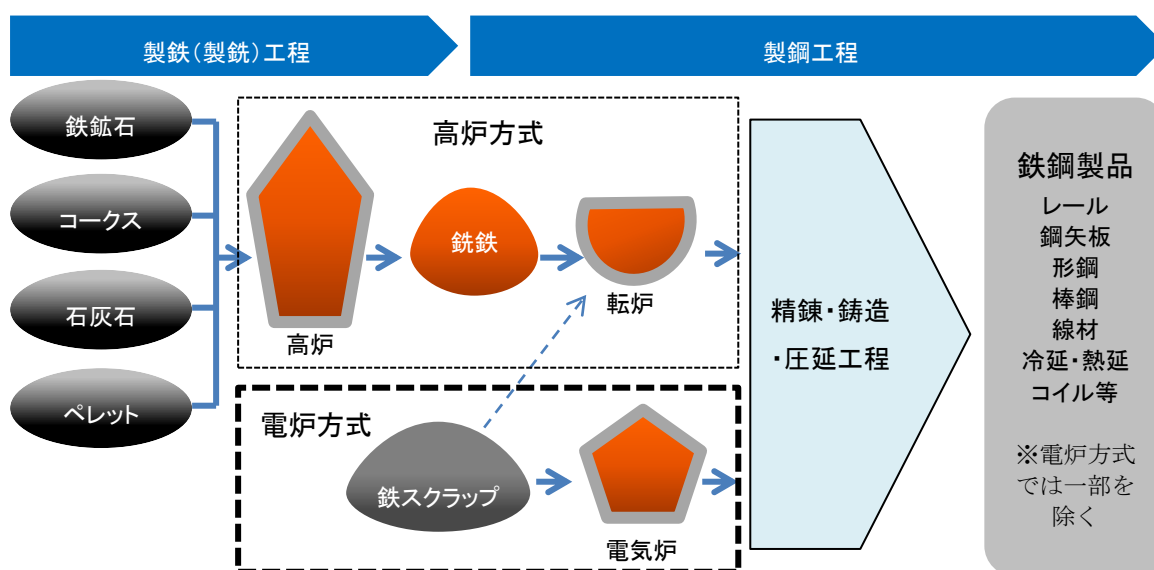 製鉄(製銑)工程
製鋼工程
鉄鉱石
コークス
石灰石
ペレット
高炉方式
高炉
銑鉄
転炉
電炉方式
鉄スクラップ
電気炉
精錬・鋳造
・圧延工程
鉄鋼製品
レール
鋼矢板
形鋼
棒鋼
線材
冷延・熱延
コイル等
※電炉方式
では一部を
除く